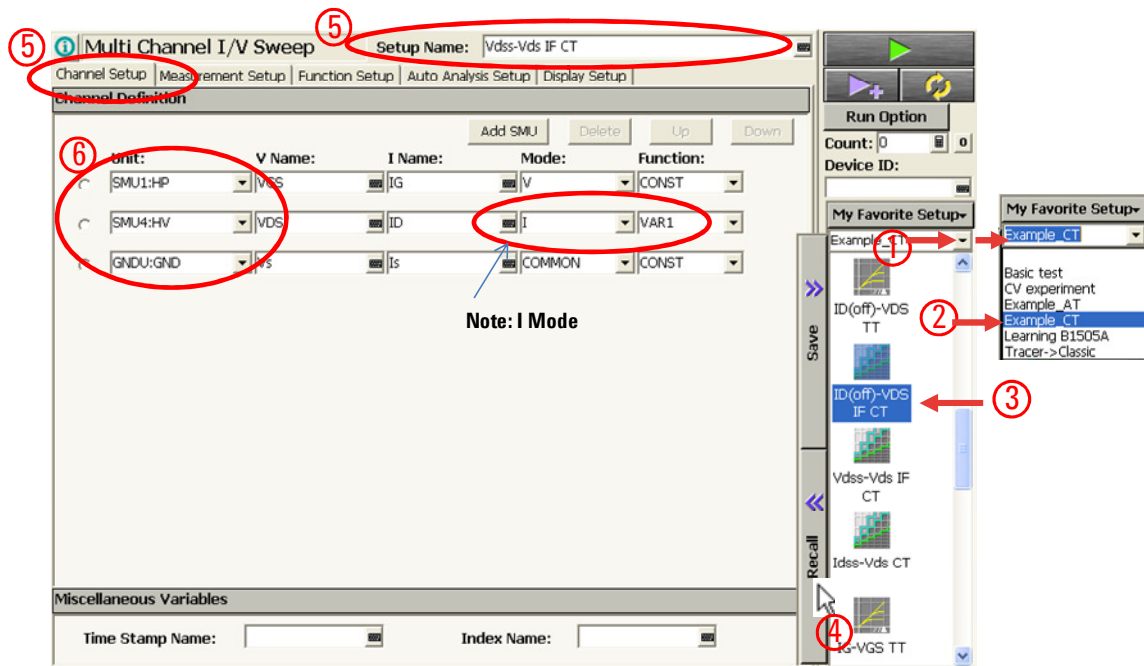 ⑤
⑤
Multi Channel I/V Sweep
Setup Name: Vdss-Vds IF CT
Channel Setup | Measurement Setup | Function Setup | Auto Analysis Setup | Display Setup
Channel Definition
Add SMU Delete Up Down
⑥
Unit: V Name: I Name: Mode: Function:
SMU1:HP VGS IG V CONST
SMU4:HV VDS ID I VAR1
GNDU:GND Vs Is COMMON CONST
Note: I Mode
Miscellaneous Variables
Time Stamp Name: Index Name:
Save
Recall
Run Option
Count: 0 0
Device ID:
My Favorite Setup
Example_CT
①
ID(off)-VDS
TT
ID(off)-VDS
IF CT
Vdss-Vds IF
CT
Idss-Vds CT
IG-VGS TT
④
②
③
My Favorite Setup
Example_CT
Basic test
CV experiment
Example_AT
Example_CT
Learning B1505A
Tracer->Classic